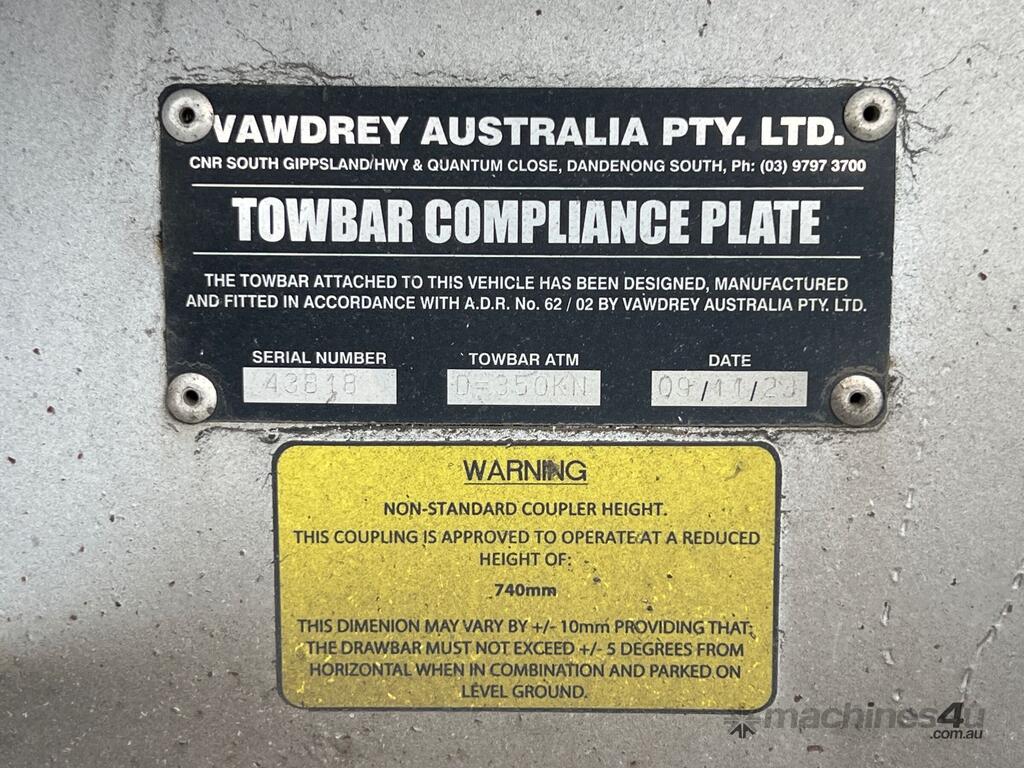 VAWDREY AUSTRALIA PTY. LTD.
CNR SOUTH GIPPSLAND/HWY & QUANTUM CLOSE, DANDENONG SOUTH, Ph: (03) 9797 3700
TOWBAR COMPLIANCE PLATE
THE TOWBAR ATTACHED TO THIS VEHICLE HAS BEEN DESIGNED, MANUFACTURED
AND FITTED IN ACCORDANCE WITH A.D.R. No. 62 / 02 BY VAWDREY AUSTRALIA PTY. LTD.
SERIAL NUMBER TOWBAR ATM DATE
43818 D=350KN
WARNING
NON-STANDARD COUPLER HEIGHT.
THIS COUPLING IS APPROVED TO OPERATE AT A REDUCED
HEIGHT OF:
740mm
THIS DIMENION MAY VARY BY +/- 10mm PROVIDING THAT:
THE DRAWBAR MUST NOT EXCEED +/- 5 DEGREES FROM
HORIZONTAL WHEN IN COMBINATION AND PARKED ON
LEVEL GROUND.
machines4u
.com.au